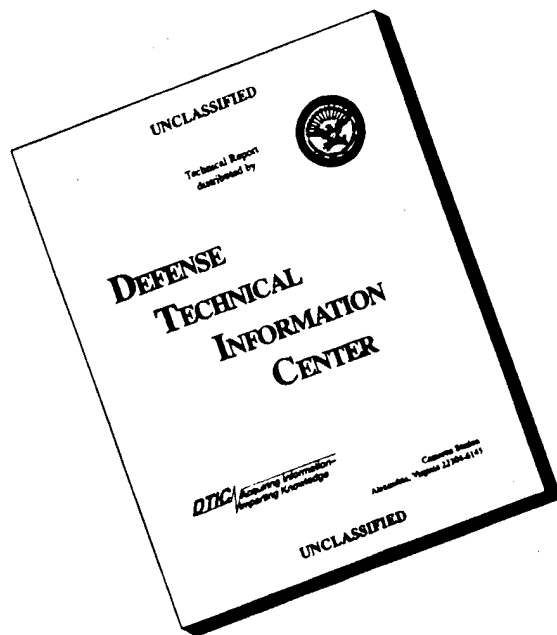 UNCLASSIFIED
Technical Report
distributed by
DEFENSE
TECHNICAL
INFORMATION
CENTER
DTIC
Acquiring Information–
Imparting Knowledge
Cameron Station
Alexandria, Virginia 22304-6145
UNCLASSIFIED